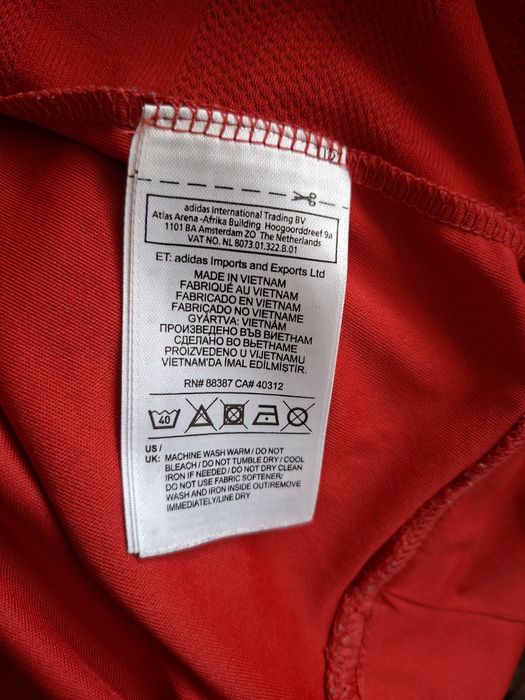 adidas International Trading BV
Atlas Arena -Afrika Building Hoogoorddreef 9a
1101 BA Amsterdam ZO The Netherlands
VAT NO. NL 8073.01.322.B.01
ET: adidas Imports and Exports Ltd
MADE IN VIETNAM
FABRIQUÉ AU VIETNAM
FABRICADO EN VIETNAM
FABRICADO NO VIETNAME
GYÁRTVA: VIETNÁM
ПРОИЗВЕДЕНО ВЪВ ВИЕТНАМ
СДЕЛАНО ВО ВЬЕТНАМЕ
PROIZVEDENO U VIJETNAMU
VİETNAM'DA İMAL EDİLMİŞTİR.
RN# 88387 CA# 40312
40
US /
UK: MACHINE WASH WARM / DO NOT
BLEACH / DO NOT TUMBLE DRY / COOL
IRON IF NEEDED / DO NOT DRY CLEAN
DO NOT USE FABRIC SOFTENER/
WASH AND IRON INSIDE OUT/REMOVE
IMMEDIATELY/LINE DRY